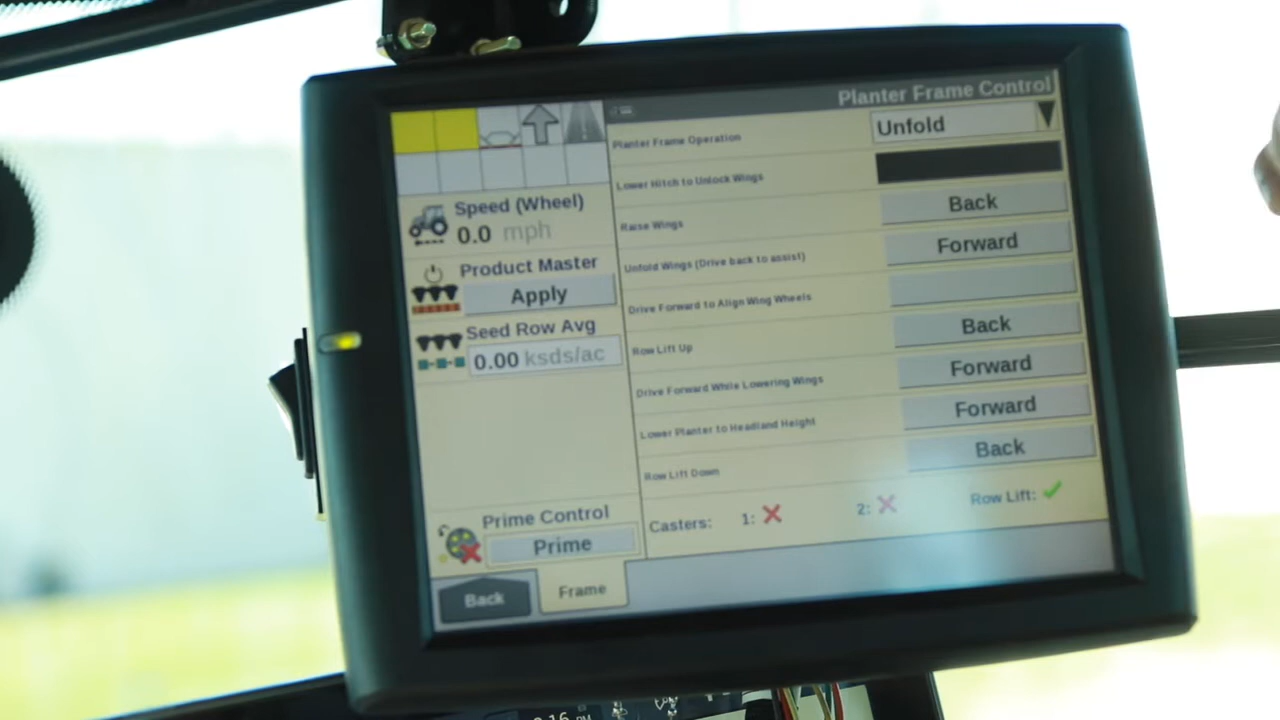 Planter Frame Control
Planter Frame Operation
Unfold
Lower Hitch to Unlock Wings
Raise Wings
Back
Unfold Wings (Drive back to assist)
Forward
Drive Forward to Align Wing Wheels
Row Lift Up
Back
Drive Forward While Lowering Wings
Forward
Lower Planter to Headland Height
Forward
Row Lift Down
Back
Casters: 1: 2: Row Lift:
Speed (Wheel)
0.0 mph
Product Master
Apply
Seed Row Avg
0.00 ksds/ac
Prime Control
Prime
Back
Frame